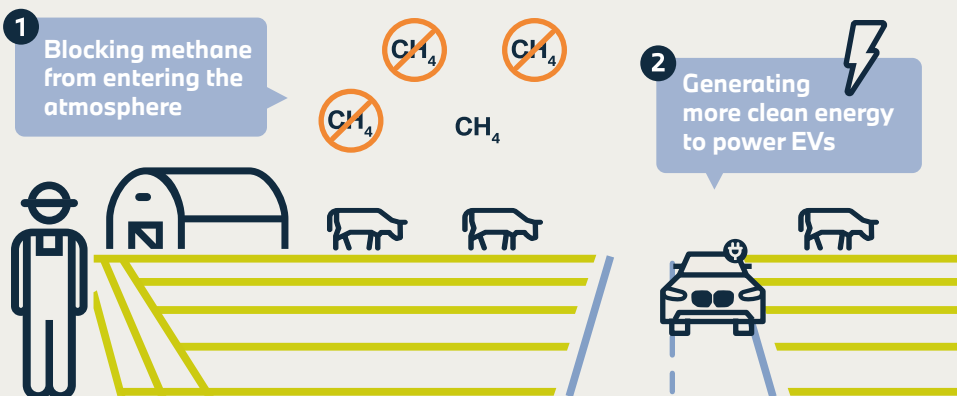 1
Blocking methane
from entering the
atmosphere
CH₄
CH₄
CH₄
CH₄
2
Generating
more clean energy
to power EVs